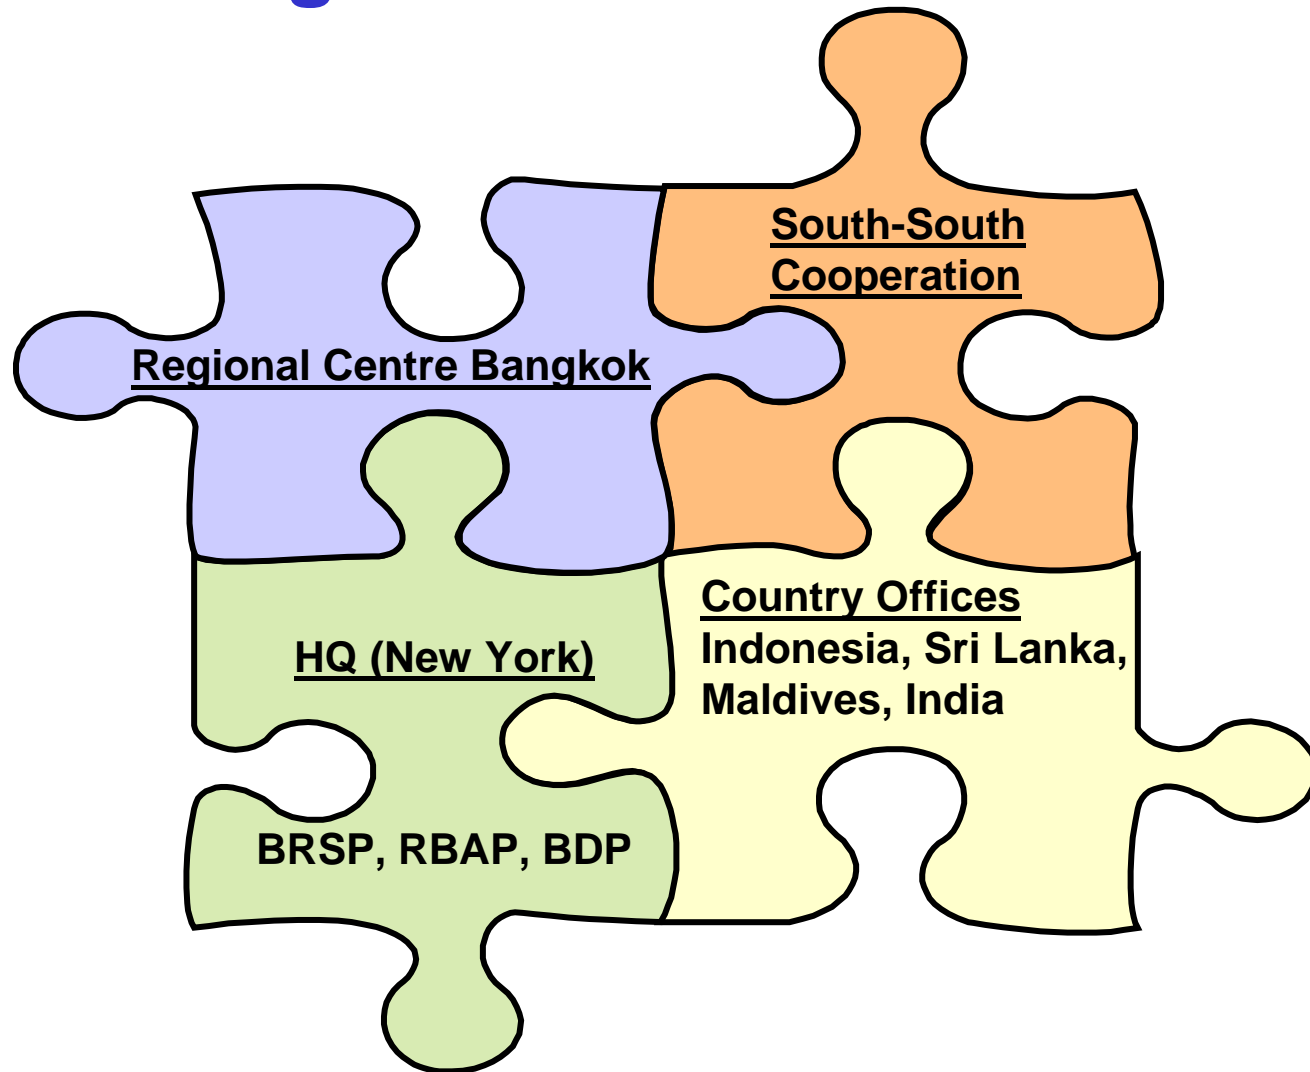 South-South
Cooperation
Regional Centre Bangkok
Country Offices
Indonesia, Sri Lanka,
Maldives, India
HQ (New York)
BRSP, RBAP, BDP